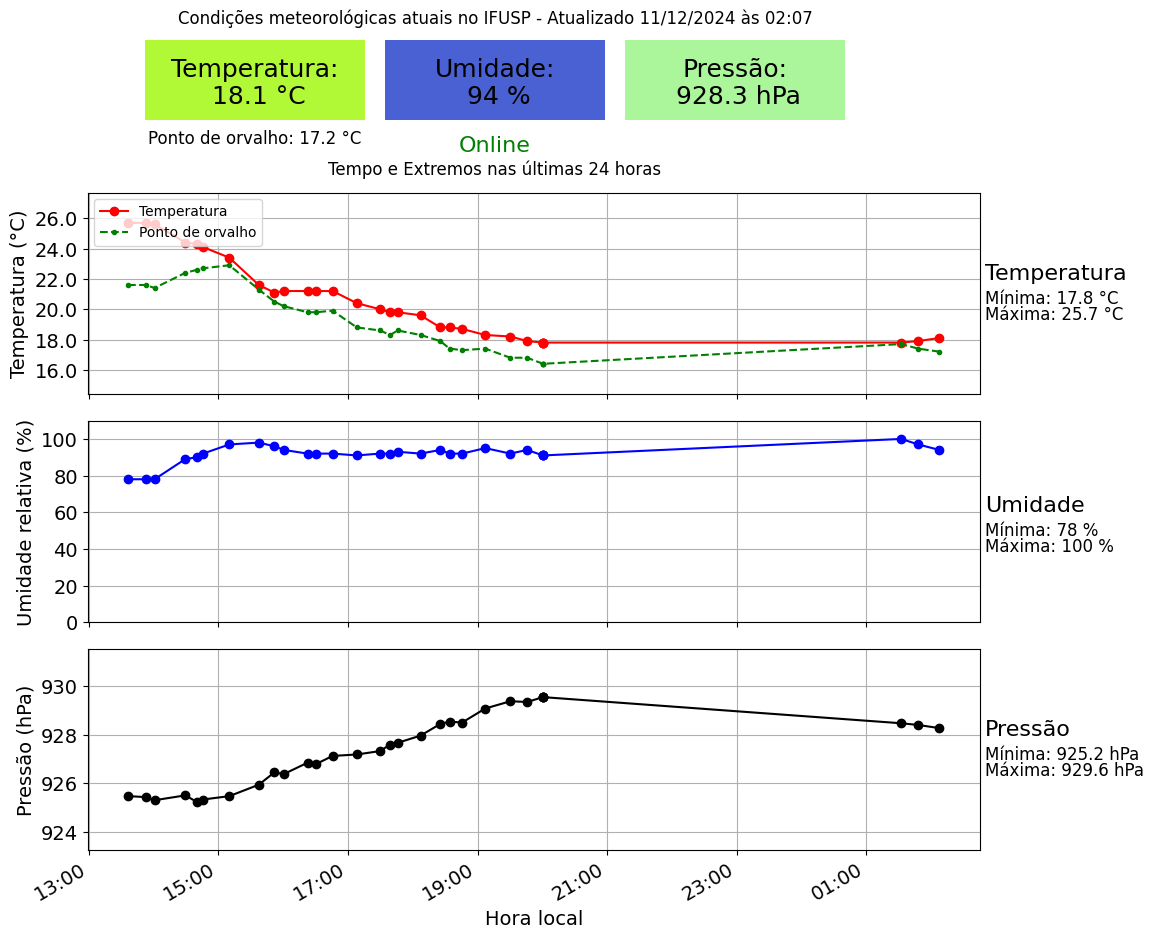 Condições meteorológicas atuais no IFUSP - Atualizado 11/12/2024 às 02:07
Temperatura:
18.1 °C
Umidade:
94 %
Pressão:
928.3 hPa
Ponto de orvalho: 17.2 °C
Online
Tempo e Extremos nas últimas 24 horas
Temperatura (°C)
26.0
24.0
22.0
20.0
18.0
16.0
Temperatura
Ponto de orvalho
Temperatura
Mínima: 17.8 °C
Máxima: 25.7 °C
Umidade relativa (%)
100
80
60
40
20
0
Umidade
Mínima: 78 %
Máxima: 100 %
Pressão (hPa)
930
928
926
924
Pressão
Mínima: 925.2 hPa
Máxima: 929.6 hPa
13:00
15:00
17:00
19:00
21:00
23:00
01:00
Hora local